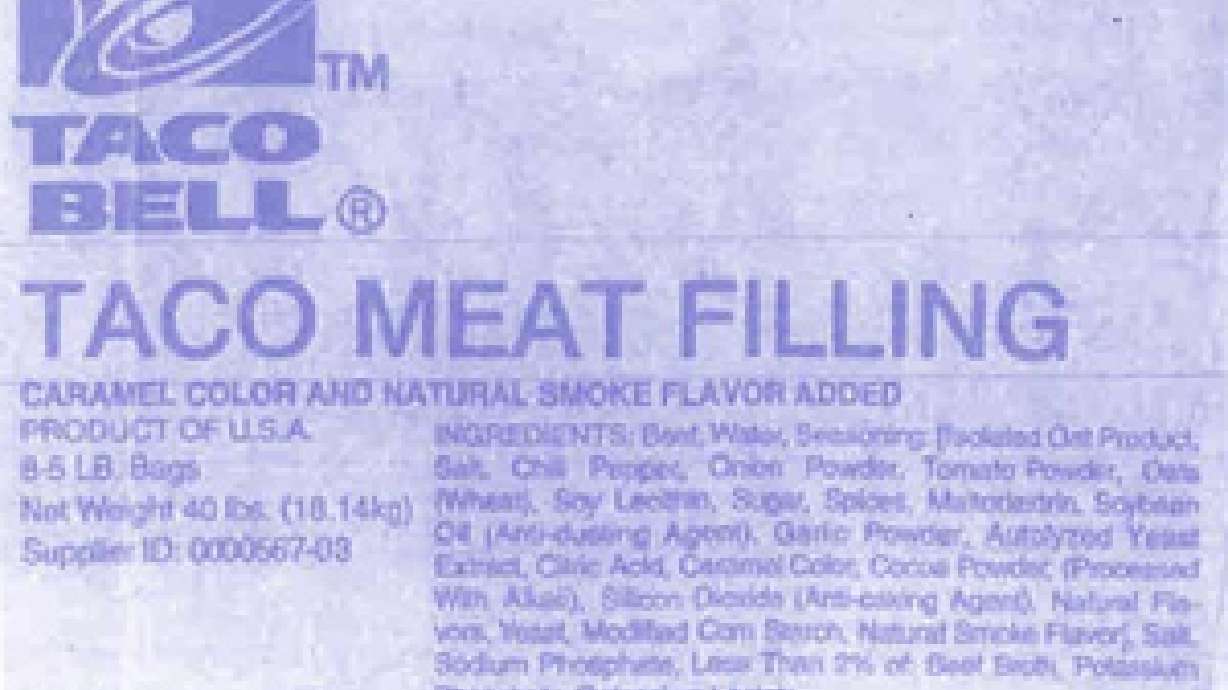 TM
TACO
BELL ®
TACO MEAT FILLING
CARAMEL COLOR AND NATURAL SMOKE FLAVOR ADDED
PRODUCT OF U.S.A.
8-5 LB. Bags
Net Weight 40 lbs. (18.14kg)
Supplier ID: 0000567-03
INGREDIENTS: Beef, Water, Seasoning [Isolated Oat Product,
Salt, Chili Pepper, Onion Powder, Tomato Powder, Oats
(Wheat), Soy Lecithin, Sugar, Spices, Maltodextrin, Soybean
Oil (Anti-dusting Agent), Garlic Powder, Autolyzed Yeast
Extract, Citric Acid, Caramel Color, Cocoa Powder (Processed
With Alkali), Silicon Dioxide (Anti-caking Agent), Natural Fla-
vors, Yeast, Modified Corn Starch, Natural Smoke Flavor], Salt,
Sodium Phosphate, Less Than 2% of: Beef Broth, Potassium